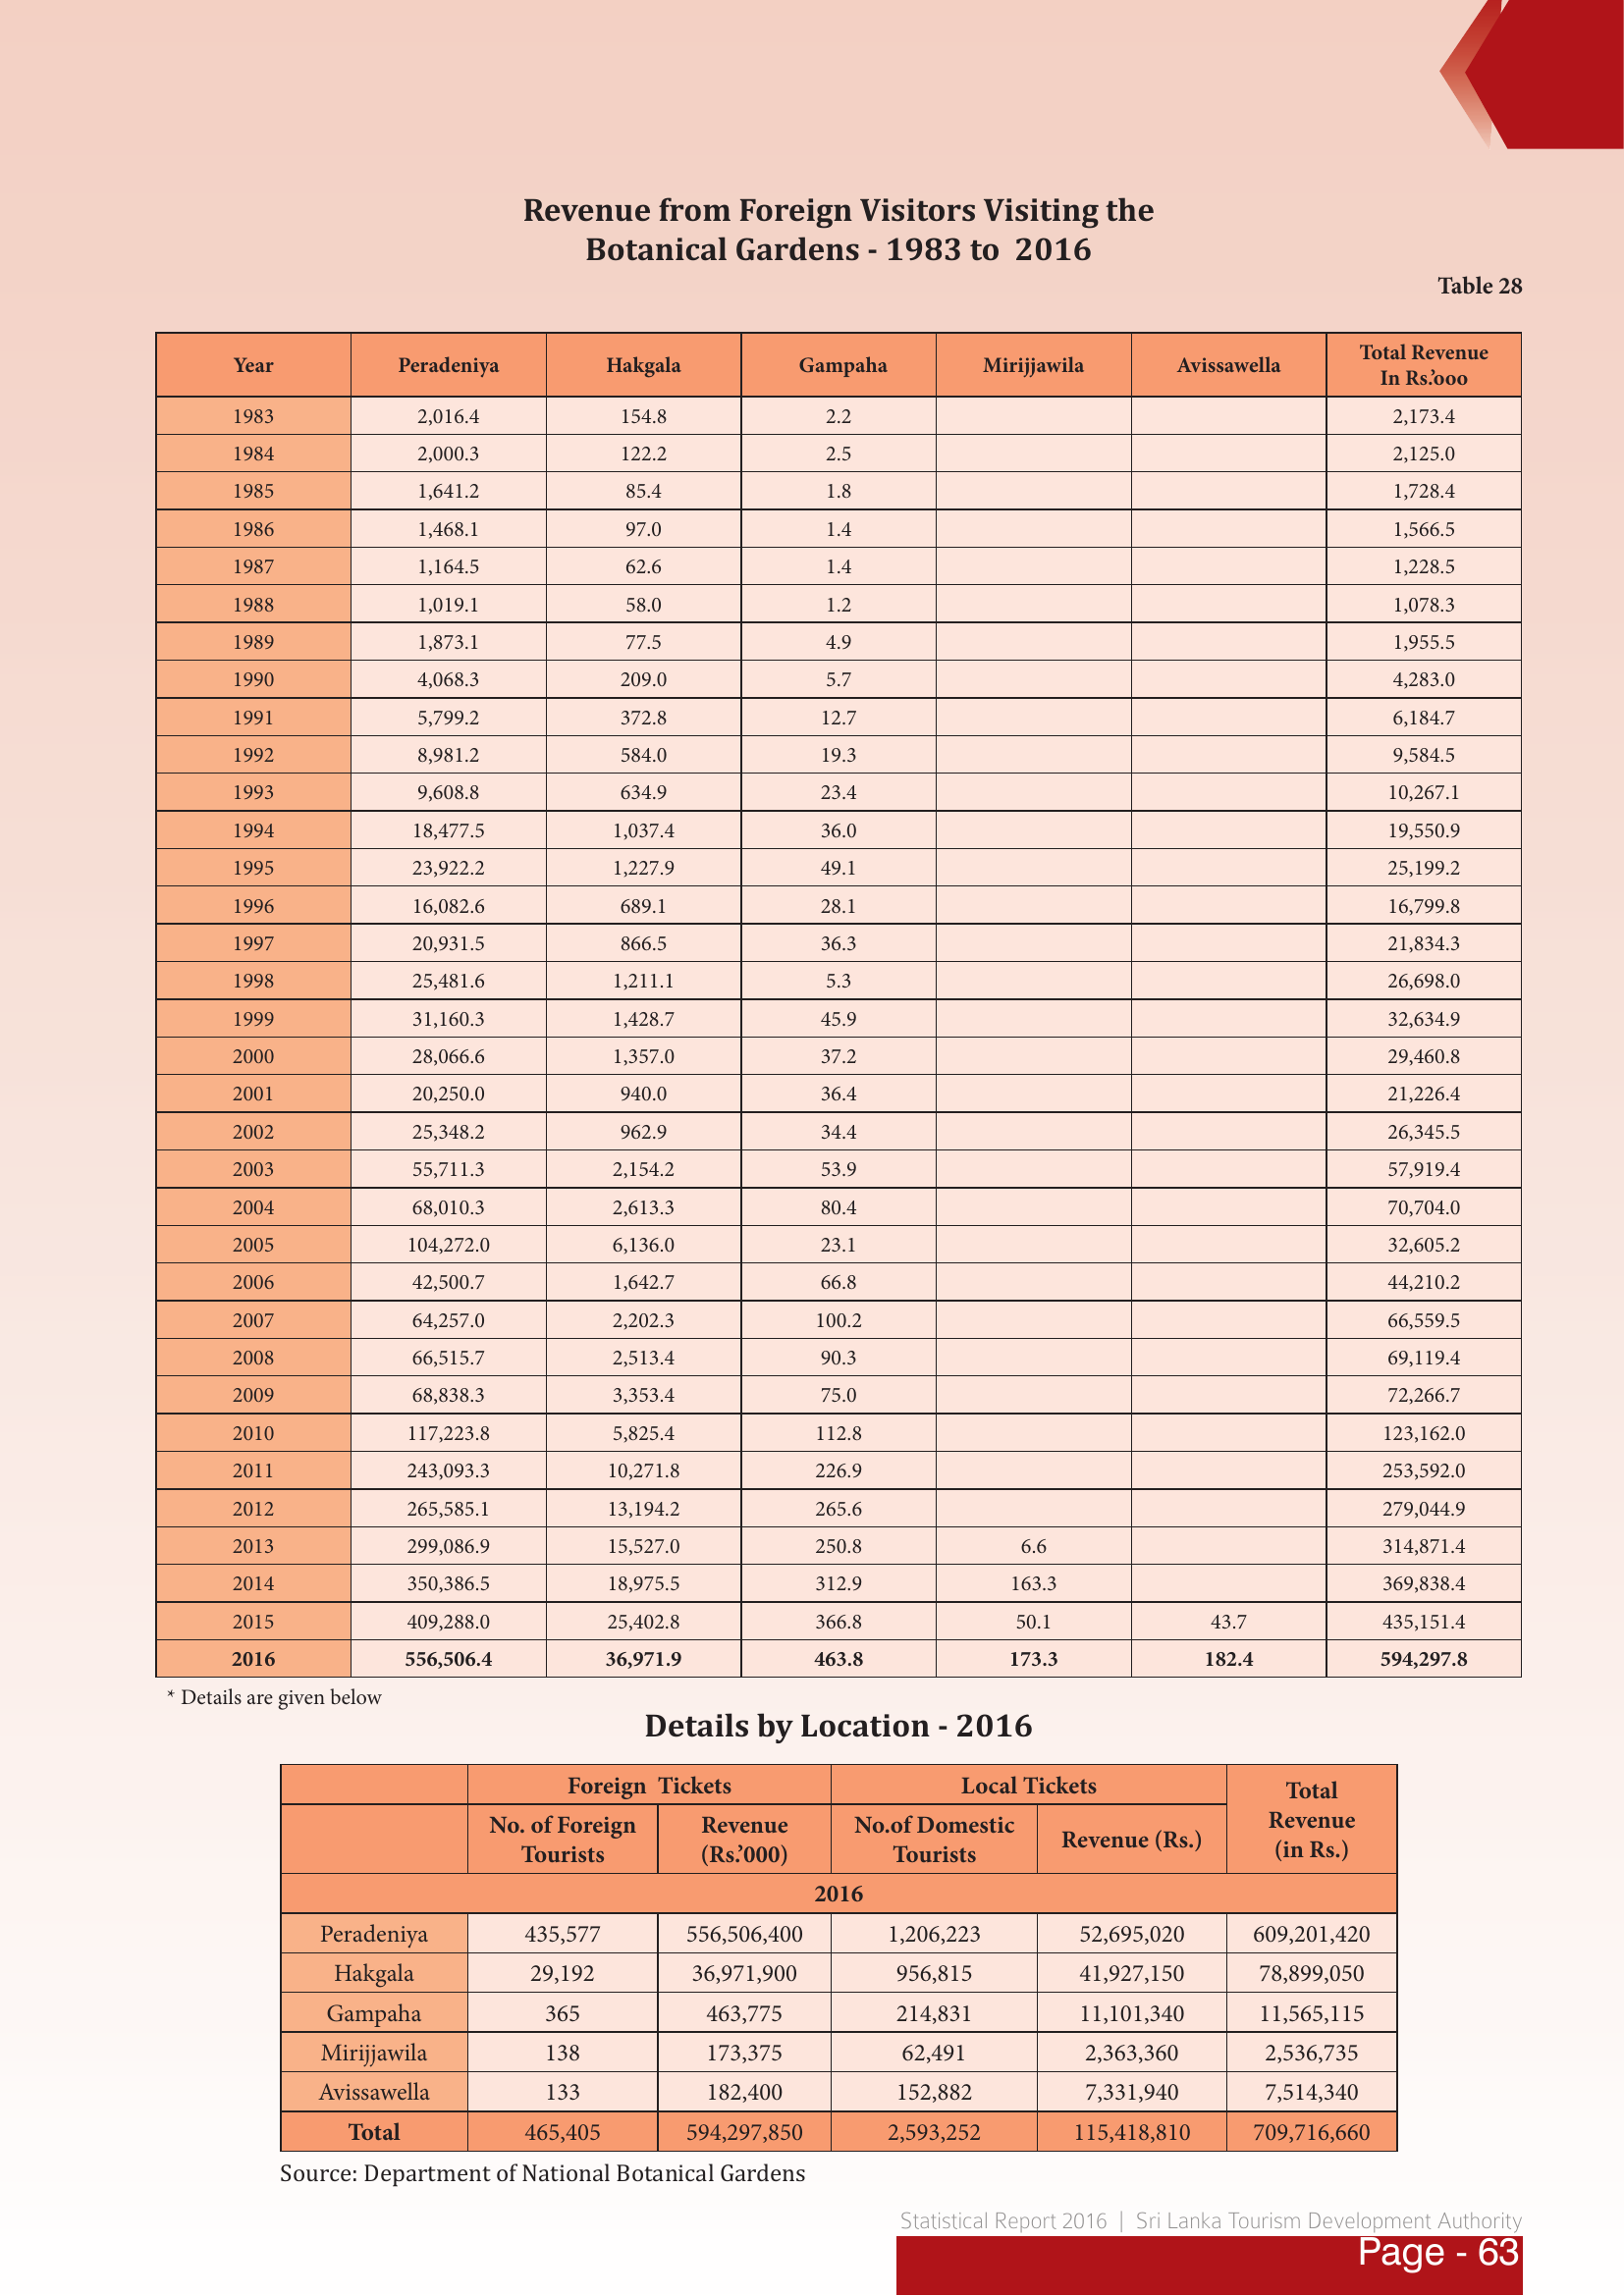 Revenue from Foreign Visitors Visiting the
Botanical Gardens - 1983 to 2016
Table 28
Year Peradeniya Hakgala Gampaha Mirijjawila Avissawella Total Revenue In Rs.’ooo
1983 2,016.4 154.8 2.2 2,173.4
1984 2,000.3 122.2 2.5 2,125.0
1985 1,641.2 85.4 1.8 1,728.4
1986 1,468.1 97.0 1.4 1,566.5
1987 1,164.5 62.6 1.4 1,228.5
1988 1,019.1 58.0 1.2 1,078.3
1989 1,873.1 77.5 4.9 1,955.5
1990 4,068.3 209.0 5.7 4,283.0
1991 5,799.2 372.8 12.7 6,184.7
1992 8,981.2 584.0 19.3 9,584.5
1993 9,608.8 634.9 23.4 10,267.1
1994 18,477.5 1,037.4 36.0 19,550.9
1995 23,922.2 1,227.9 49.1 25,199.2
1996 16,082.6 689.1 28.1 16,799.8
1997 20,931.5 866.5 36.3 21,834.3
1998 25,481.6 1,211.1 5.3 26,698.0
1999 31,160.3 1,428.7 45.9 32,634.9
2000 28,066.6 1,357.0 37.2 29,460.8
2001 20,250.0 940.0 36.4 21,226.4
2002 25,348.2 962.9 34.4 26,345.5
2003 55,711.3 2,154.2 53.9 57,919.4
2004 68,010.3 2,613.3 80.4 70,704.0
2005 104,272.0 6,136.0 23.1 32,605.2
2006 42,500.7 1,642.7 66.8 44,210.2
2007 64,257.0 2,202.3 100.2 66,559.5
2008 66,515.7 2,513.4 90.3 69,119.4
2009 68,838.3 3,353.4 75.0 72,266.7
2010 117,223.8 5,825.4 112.8 123,162.0
2011 243,093.3 10,271.8 226.9 253,592.0
2012 265,585.1 13,194.2 265.6 279,044.9
2013 299,086.9 15,527.0 250.8 6.6 314,871.4
2014 350,386.5 18,975.5 312.9 163.3 369,838.4
2015 409,288.0 25,402.8 366.8 50.1 43.7 435,151.4
2016 556,506.4 36,971.9 463.8 173.3 182.4 594,297.8
* Details are given below
Details by Location - 2016
Foreign Tickets Local Tickets Total Revenue (in Rs.)
No. of Foreign Tourists Revenue (Rs.’000) No.of Domestic Tourists Revenue (Rs.)
2016
Peradeniya 435,577 556,506,400 1,206,223 52,695,020 609,201,420
Hakgala 29,192 36,971,900 956,815 41,927,150 78,899,050
Gampaha 365 463,775 214,831 11,101,340 11,565,115
Mirijjawila 138 173,375 62,491 2,363,360 2,536,735
Avissawella 133 182,400 152,882 7,331,940 7,514,340
Total 465,405 594,297,850 2,593,252 115,418,810 709,716,660
Source: Department of National Botanical Gardens
Statistical Report 2016 | Sri Lanka Tourism Development Authority
Page - 63